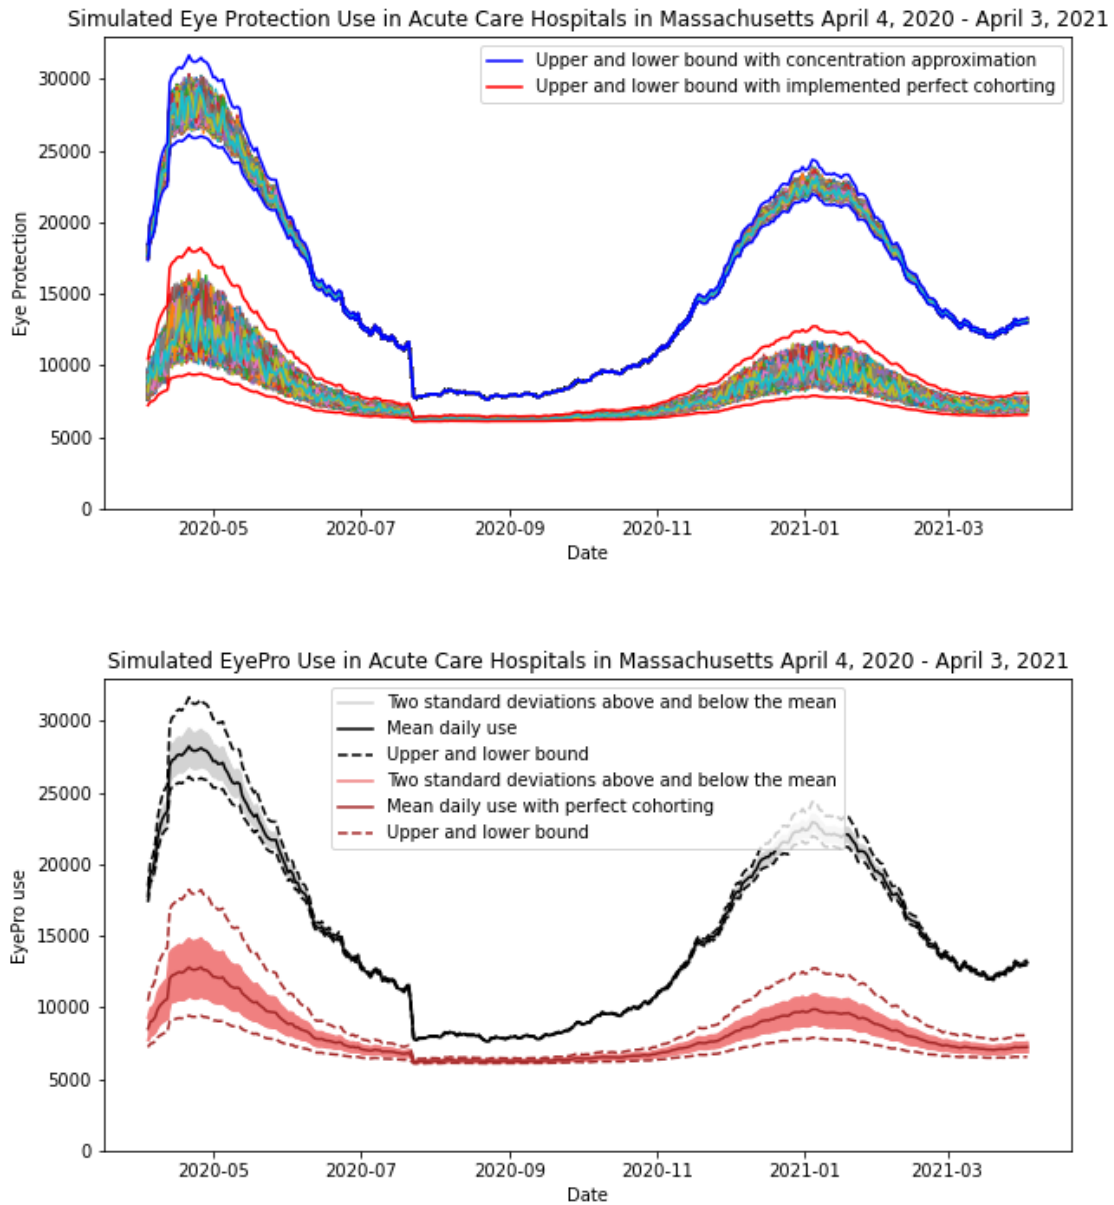 Simulated Eye Protection Use in Acute Care Hospitals in Massachusetts April 4, 2020 - April 3, 2021
Upper and lower bound with concentration approximation
Upper and lower bound with implemented perfect cohorting
30000
25000
20000
15000
10000
5000
0
Eye Protection
2020-05 2020-07 2020-09 2020-11 2021-01 2021-03
Date
Simulated EyePro Use in Acute Care Hospitals in Massachusetts April 4, 2020 - April 3, 2021
Two standard deviations above and below the mean
Mean daily use
Upper and lower bound
Two standard deviations above and below the mean
Mean daily use with perfect cohorting
Upper and lower bound
30000
25000
20000
15000
10000
5000
0
EyePro use
2020-05 2020-07 2020-09 2020-11 2021-01 2021-03
Date